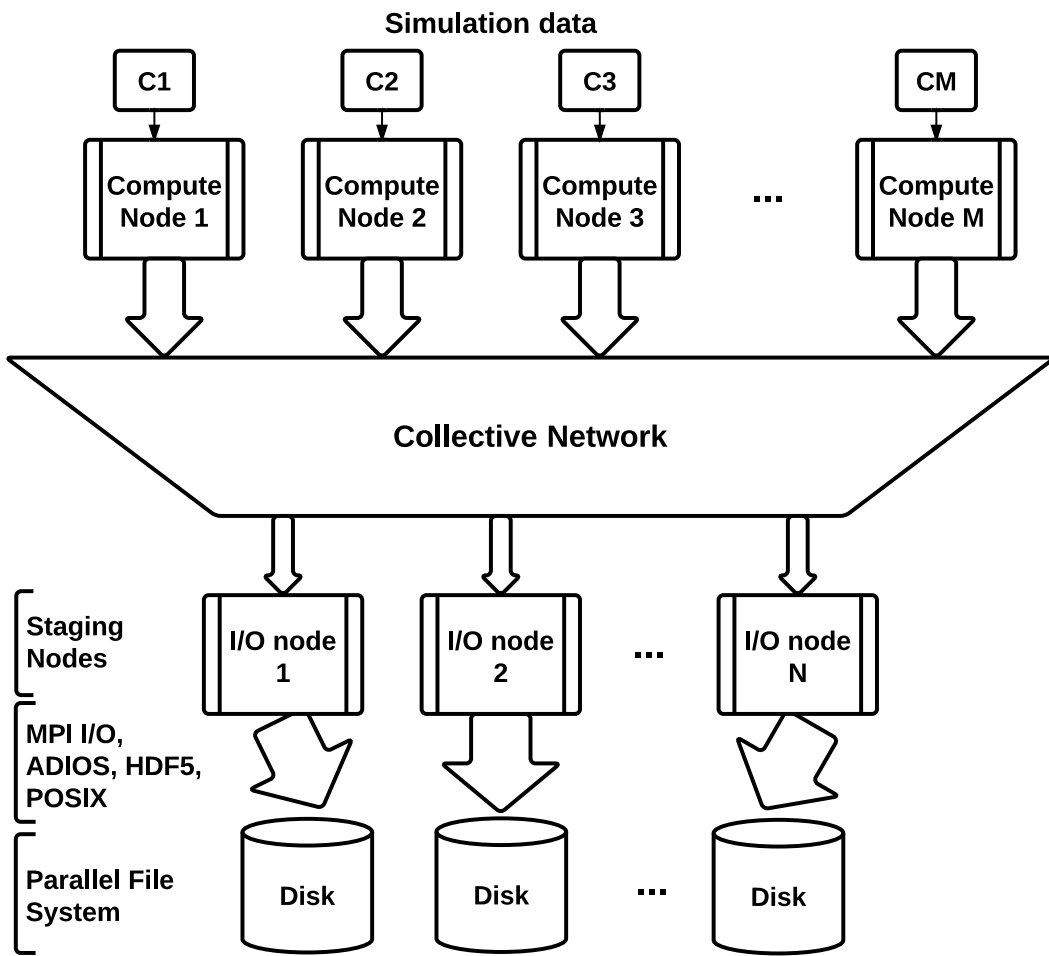 Simulation data
C1
C2
C3
CM
Compute
Node 1
Compute
Node 2
Compute
Node 3
...
Compute
Node M
Collective Network
Staging
Nodes
I/O node
1
I/O node
2
...
I/O node
N
MPI I/O,
ADIOS, HDF5,
POSIX
Parallel File
System
Disk
Disk
...
Disk